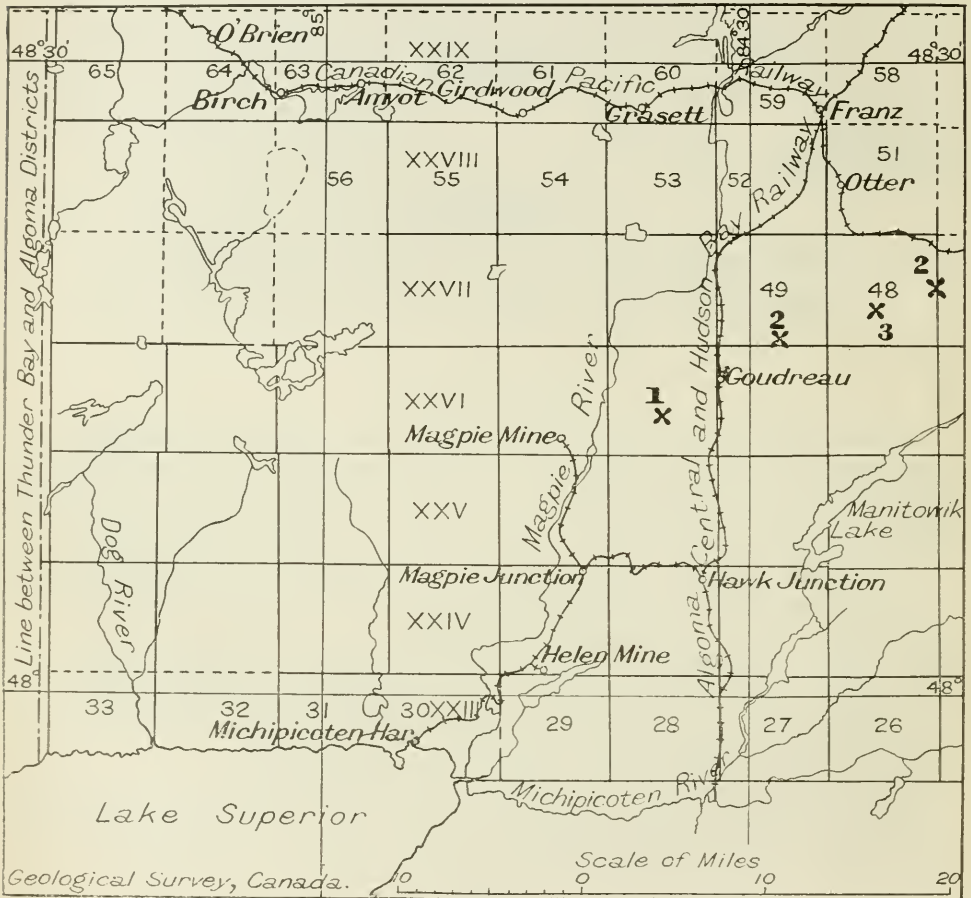 O'Brien
85°
XXIX
84°30'
48°30'
48°30'
65
64
63
62
61
60
59
58
Canadian Pacific Railway
Birch
Amyot
Girdwood
Grasett
Franz
XXVIII
56
55
54
53
52
51
Otter
Algoma Central and Hudson Bay Railway
XXVII
49
48
2
2
3
Goudreau
1
XXVI
Magpie Mine
Magpie River
XXV
Manitowik
Lake
Dog River
Magpie Junction
Hawk Junction
XXIV
Helen Mine
48°
48°
33
32
31
30
XXIII
29
28
27
26
Michipicoten Har.
Michipicoten River
Line between Thunder Bay and Algoma Districts
Lake Superior
Scale of Miles
Geological Survey, Canada.
10 0 10 20